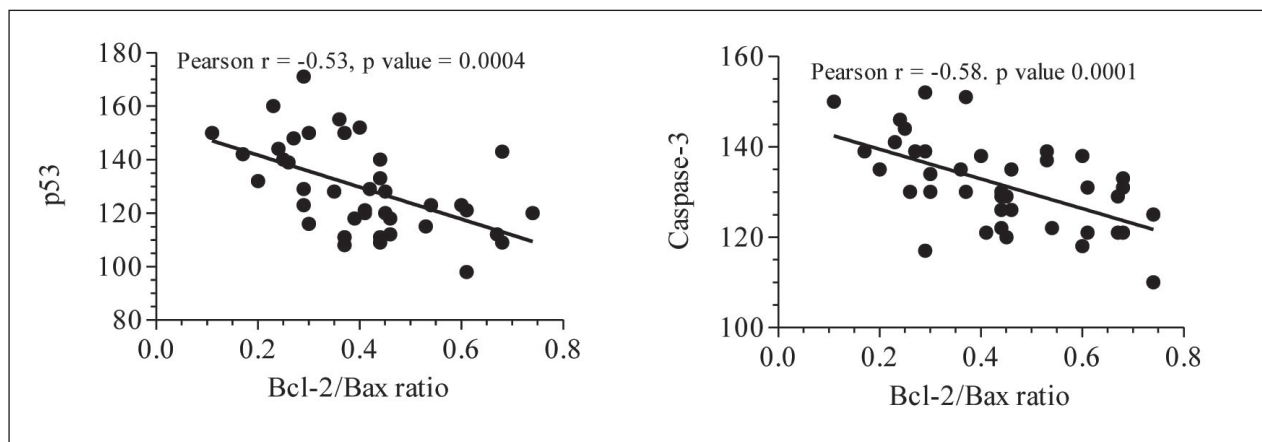 Pearson r = -0.53, p value = 0.0004
180
160
140
120
100
80
p53
0.0 0.2 0.4 0.6 0.8
Bcl-2/Bax ratio
Pearson r = -0.58. p value 0.0001
160
140
120
100
Caspase-3
0.0 0.2 0.4 0.6 0.8
Bcl-2/Bax ratio